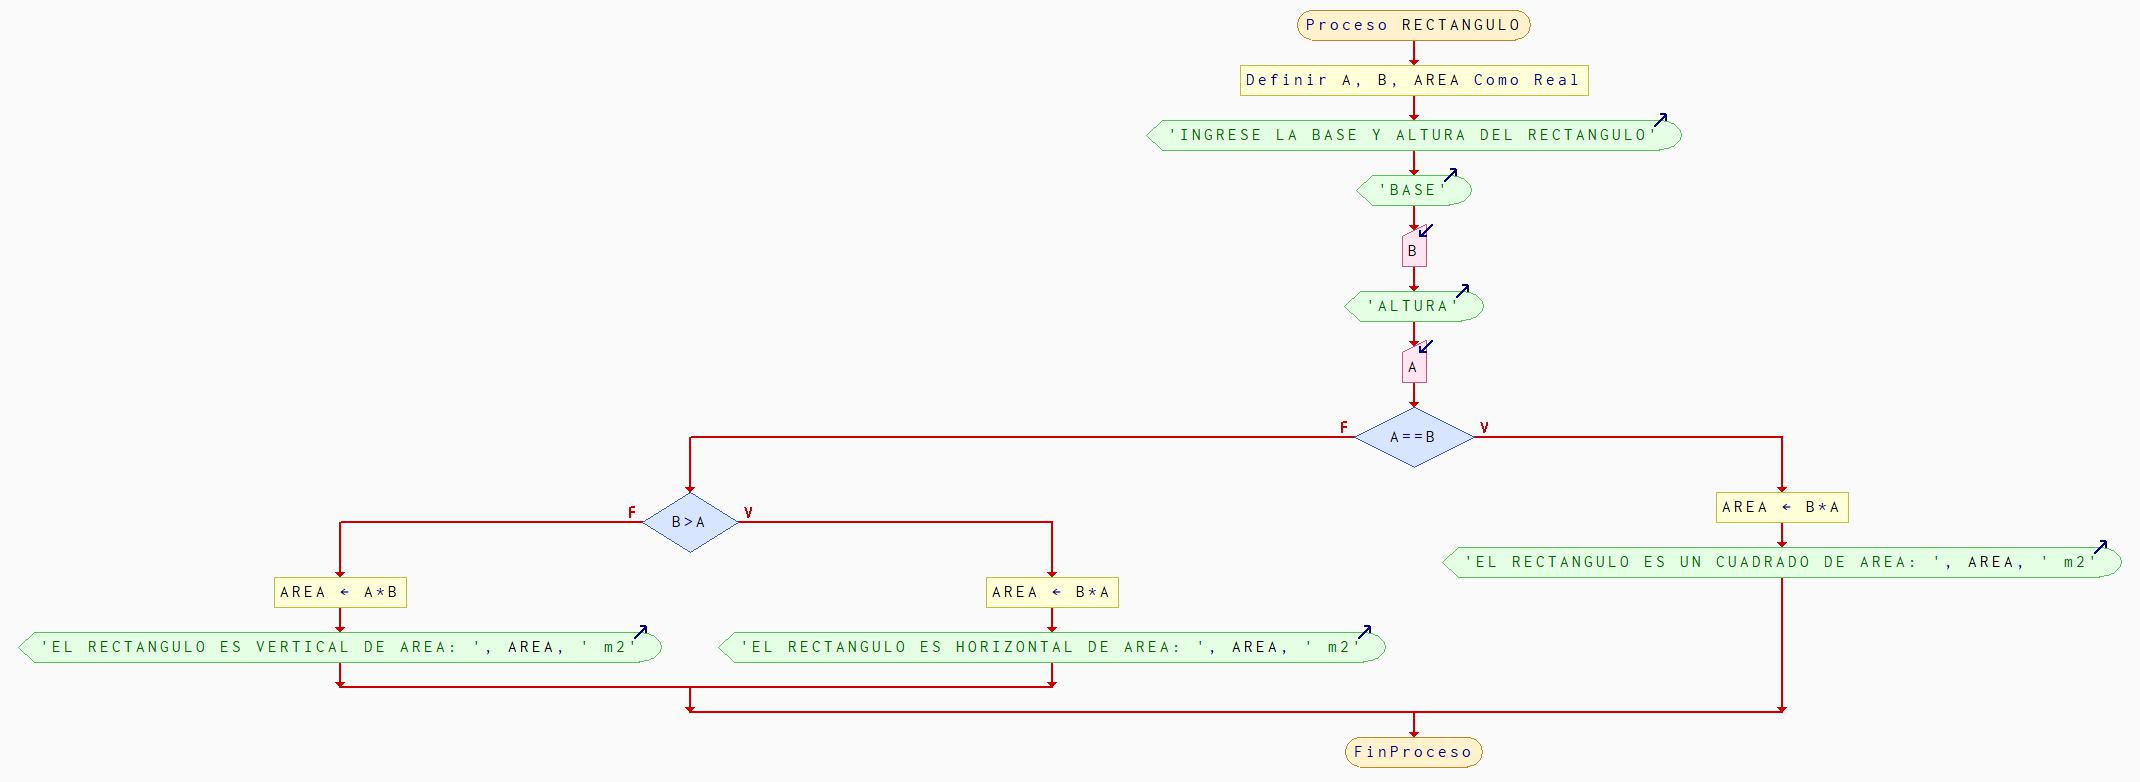 Proceso RECTANGULO
Definir A, B, AREA Como Real
'INGRESE LA BASE Y ALTURA DEL RECTANGULO'
'BASE'
B
'ALTURA'
A
F
A==B
V
F
B>A
V
AREA ← B*A
'EL RECTANGULO ES UN CUADRADO DE AREA: ', AREA, ' m2'
AREA ← A*B
AREA ← B*A
'EL RECTANGULO ES VERTICAL DE AREA: ', AREA, ' m2'
'EL RECTANGULO ES HORIZONTAL DE AREA: ', AREA, ' m2'
FinProceso